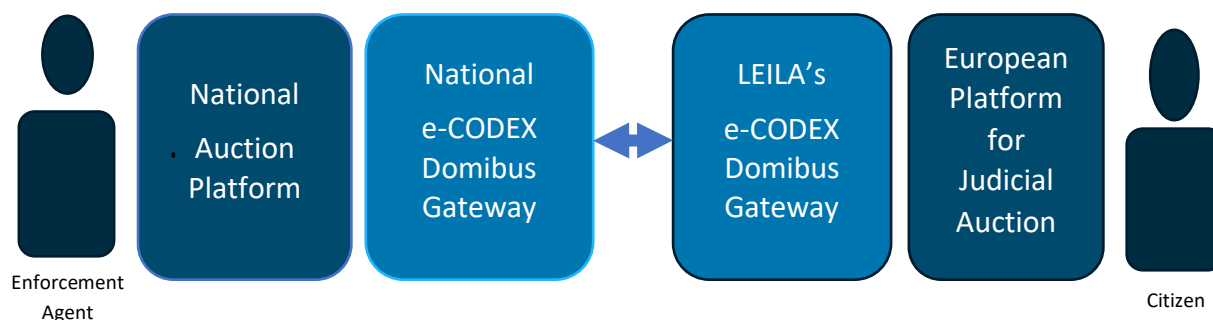 National
Auction
Platform
National
e-CODEX
Domibus
Gateway
LEILA’s
e-CODEX
Domibus
Gateway
European
Platform
for
Judicial
Auction
Enforcement
Agent
Citizen